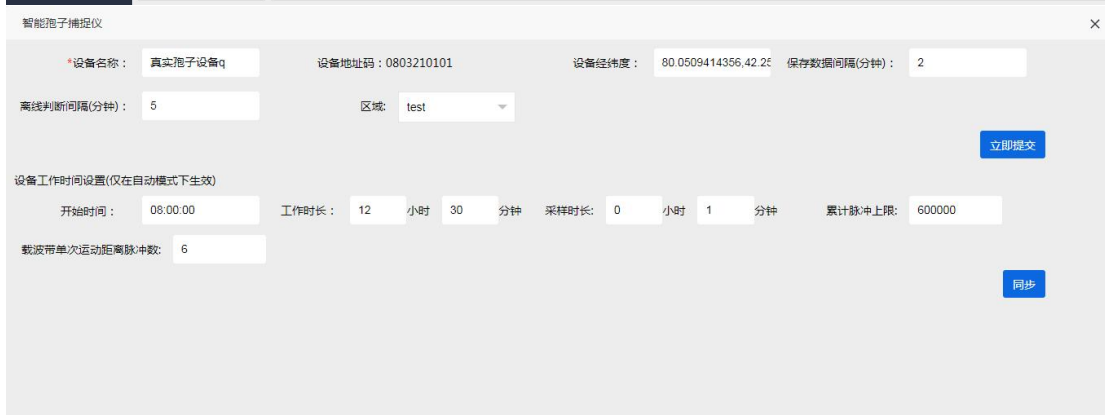 智能孢子捕捉仪 ×
*设备名称： 真实孢子设备q 设备地址码：0803210101 设备经纬度： 80.0509414356,42.25 保存数据间隔(分钟)： 2
离线判断间隔(分钟)： 5 区域: test
立即提交
设备工作时间设置(仅在自动模式下生效)
开始时间： 08:00:00 工作时长： 12 小时 30 分钟 采样时长: 0 小时 1 分钟 累计脉冲上限: 600000
载波带单次运动距离脉冲数: 6
同步